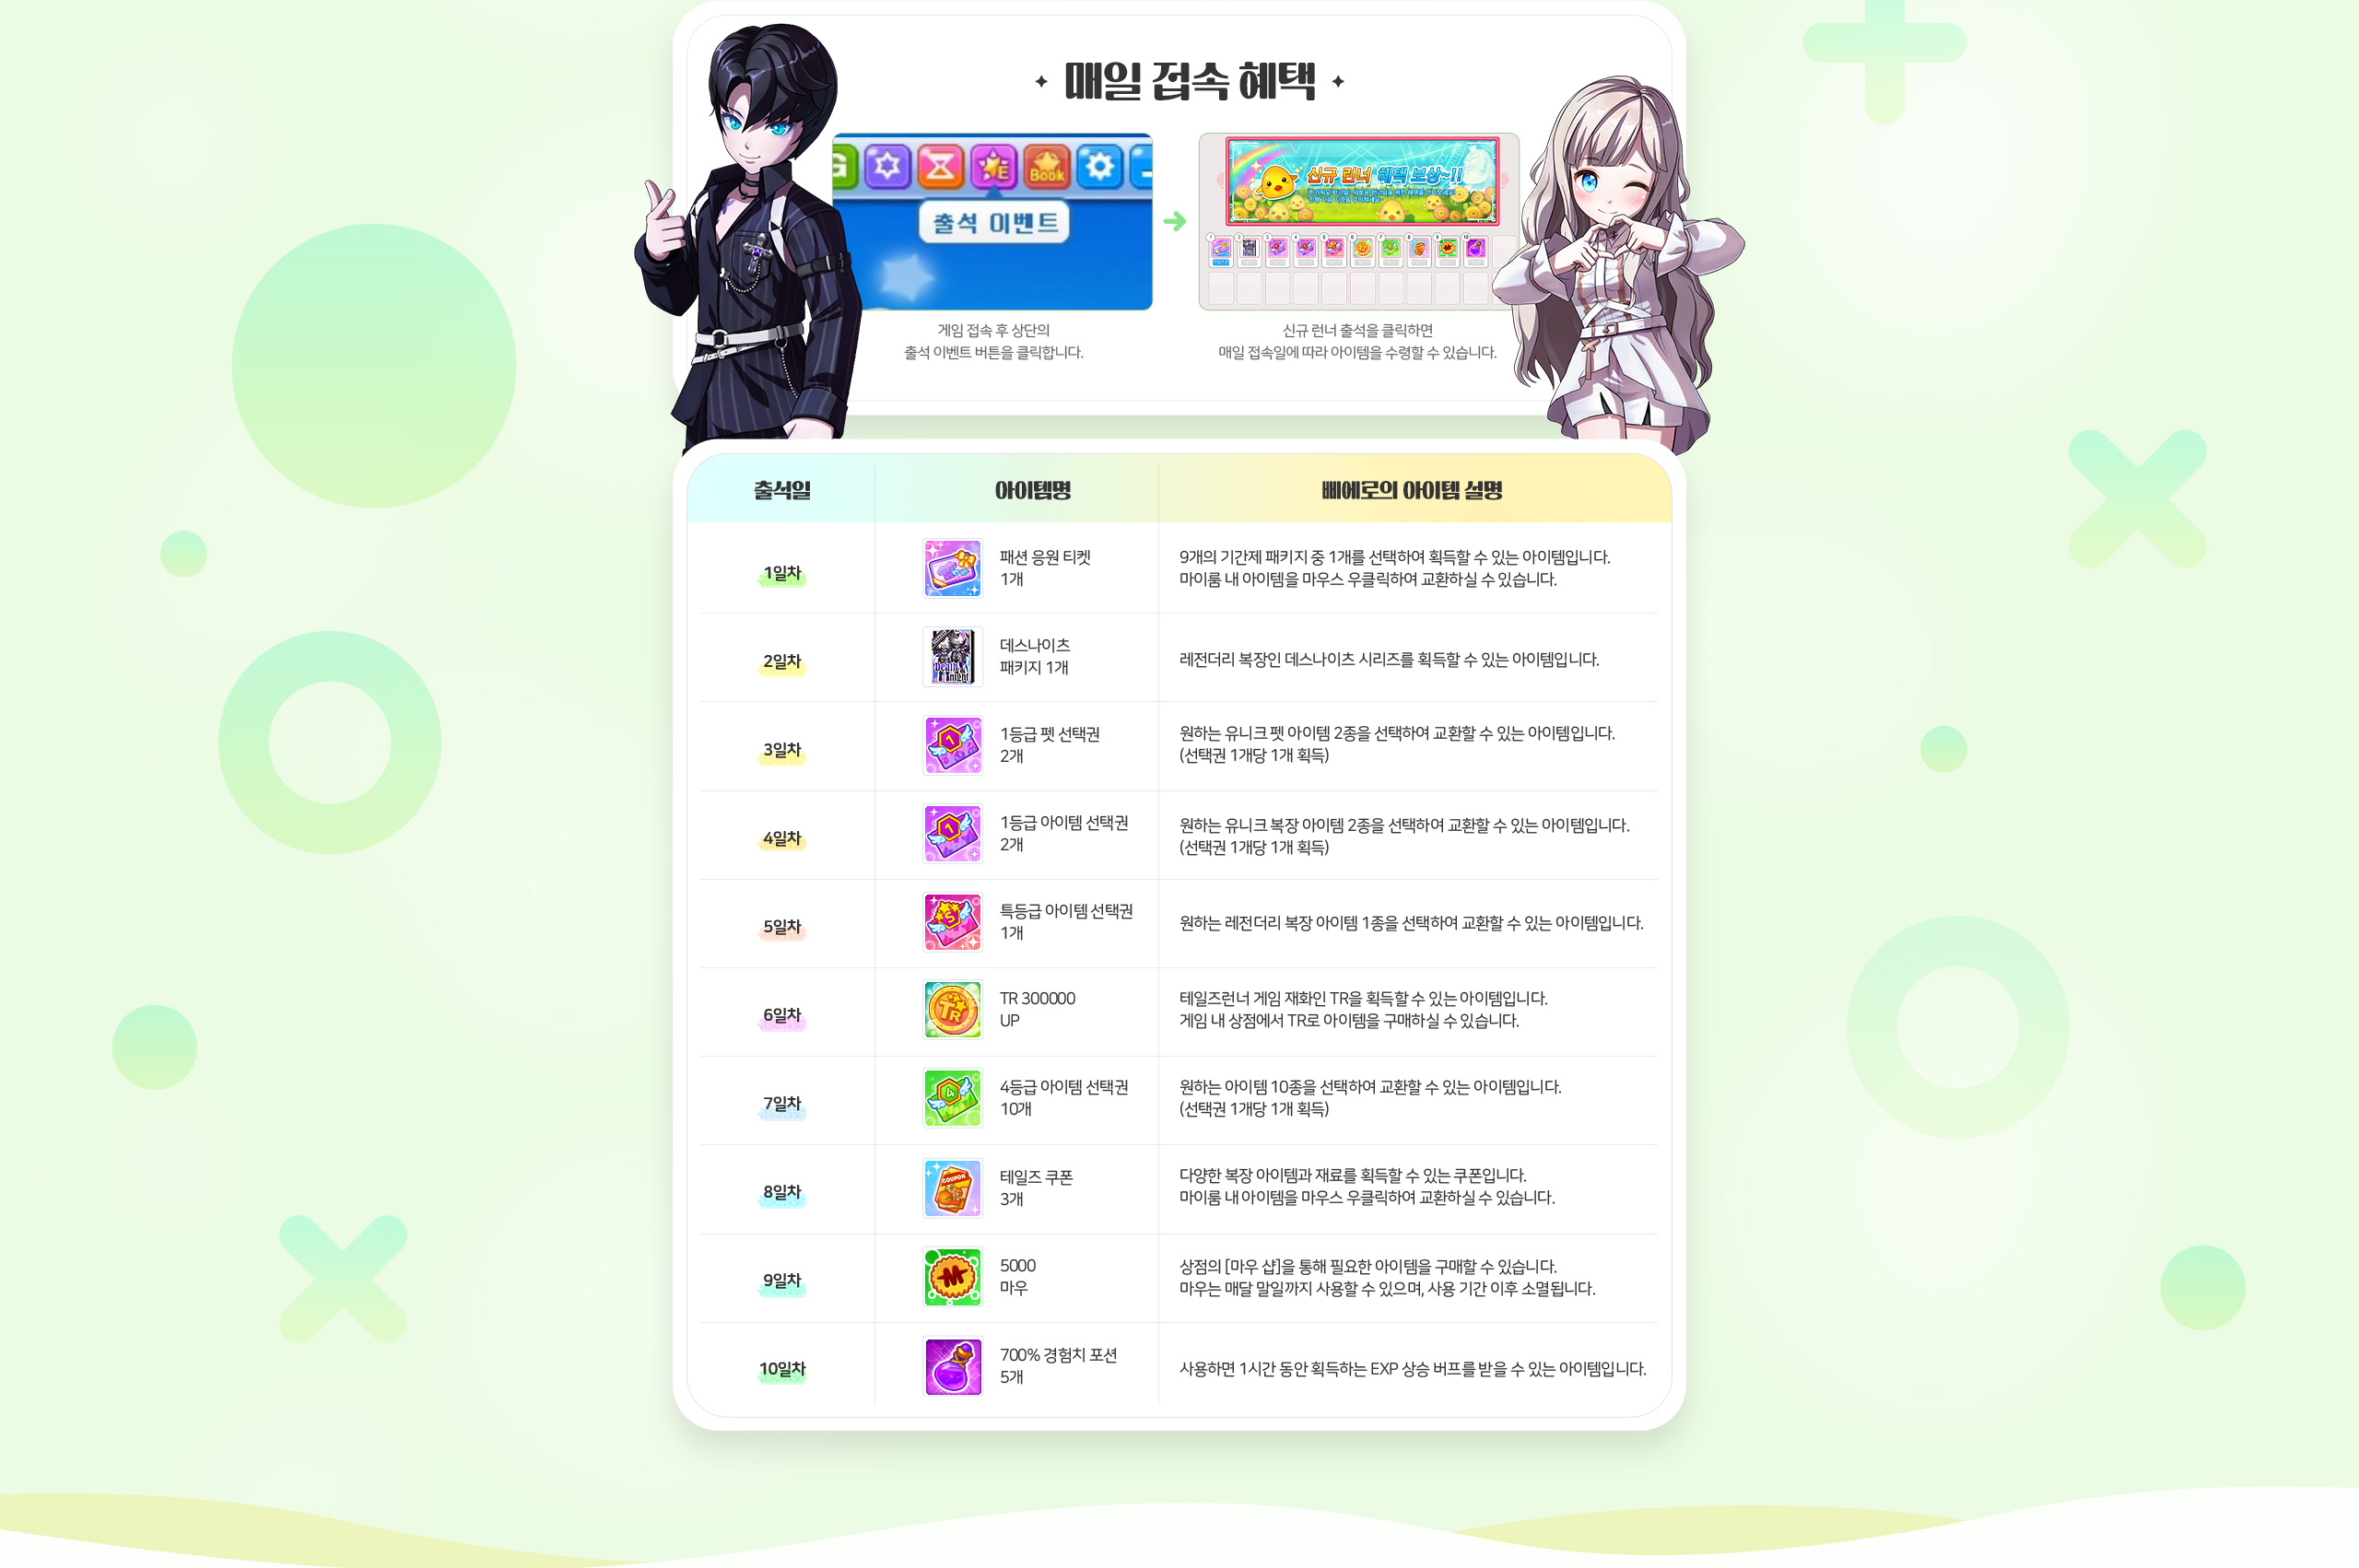 매일 접속 혜택
Book
E
출석 이벤트
신규 런너 혜택 보상~!!
게임 접속 후 상단의
출석 이벤트 버튼을 클릭합니다.
신규 런너 출석을 클릭하면
매일 접속일에 따라 아이템을 수령할 수 있습니다.
출석일
아이템명
삐에로의 아이템 설명
1일차
패션 응원 티켓
1개
9개의 기간제 패키지 중 1개를 선택하여 획득할 수 있는 아이템입니다.
마이룸 내 아이템을 마우스 우클릭하여 교환하실 수 있습니다.
2일차
Death
Knight
데스나이츠
패키지 1개
레전더리 복장인 데스나이츠 시리즈를 획득할 수 있는 아이템입니다.
3일차
1
1등급 펫 선택권
2개
원하는 유니크 펫 아이템 2종을 선택하여 교환할 수 있는 아이템입니다.
(선택권 1개당 1개 획득)
4일차
1
1등급 아이템 선택권
2개
원하는 유니크 복장 아이템 2종을 선택하여 교환할 수 있는 아이템입니다.
(선택권 1개당 1개 획득)
5일차
S
특등급 아이템 선택권
1개
원하는 레전더리 복장 아이템 1종을 선택하여 교환할 수 있는 아이템입니다.
6일차
TR
TR 300000
UP
테일즈런너 게임 재화인 TR을 획득할 수 있는 아이템입니다.
게임 내 상점에서 TR로 아이템을 구매하실 수 있습니다.
7일차
4
4등급 아이템 선택권
10개
원하는 아이템 10종을 선택하여 교환할 수 있는 아이템입니다.
(선택권 1개당 1개 획득)
8일차
COUPON
테일즈 쿠폰
3개
다양한 복장 아이템과 재료를 획득할 수 있는 쿠폰입니다.
마이룸 내 아이템을 마우스 우클릭하여 교환하실 수 있습니다.
9일차
M
5000
마우
상점의 [마우 샵]을 통해 필요한 아이템을 구매할 수 있습니다.
마우는 매달 말일까지 사용할 수 있으며, 사용 기간 이후 소멸됩니다.
10일차
700% 경험치 포션
5개
사용하면 1시간 동안 획득하는 EXP 상승 버프를 받을 수 있는 아이템입니다.